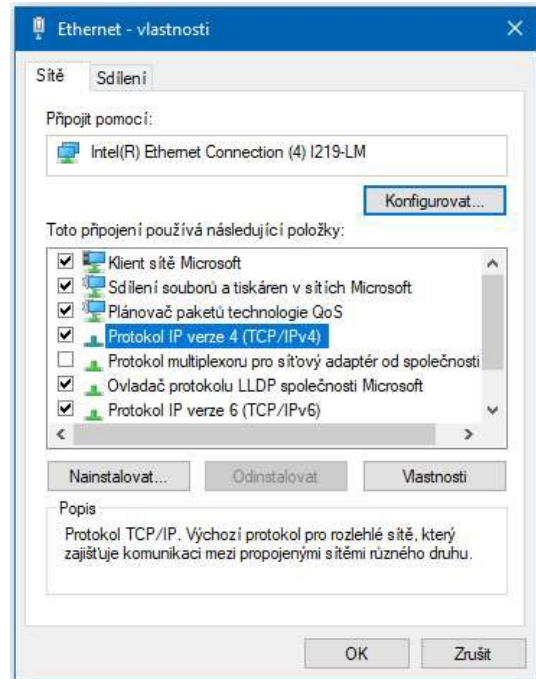 Ethernet - vlastnosti
Sítě
Sdílení
Připojit pomocí:
Intel(R) Ethernet Connection (4) I219-LM
Konfigurovat...
Toto připojení používá následující položky:
Klient sítě Microsoft
Sdílení souborů a tiskáren v sítích Microsoft
Plánovač paketů technologie QoS
Protokol IP verze 4 (TCP/IPv4)
Protokol multiplexoru pro síťový adaptér od společnosti
Ovladač protokolu LLDP společnosti Microsoft
Protokol IP verze 6 (TCP/IPv6)
Nainstalovat...
Odinstalovat
Vlastnosti
Popis
Protokol TCP/IP. Výchozí protokol pro rozlehlé sítě, který
zajišťuje komunikaci mezi propojenými sítěmi různého druhu.
OK
Zrušit